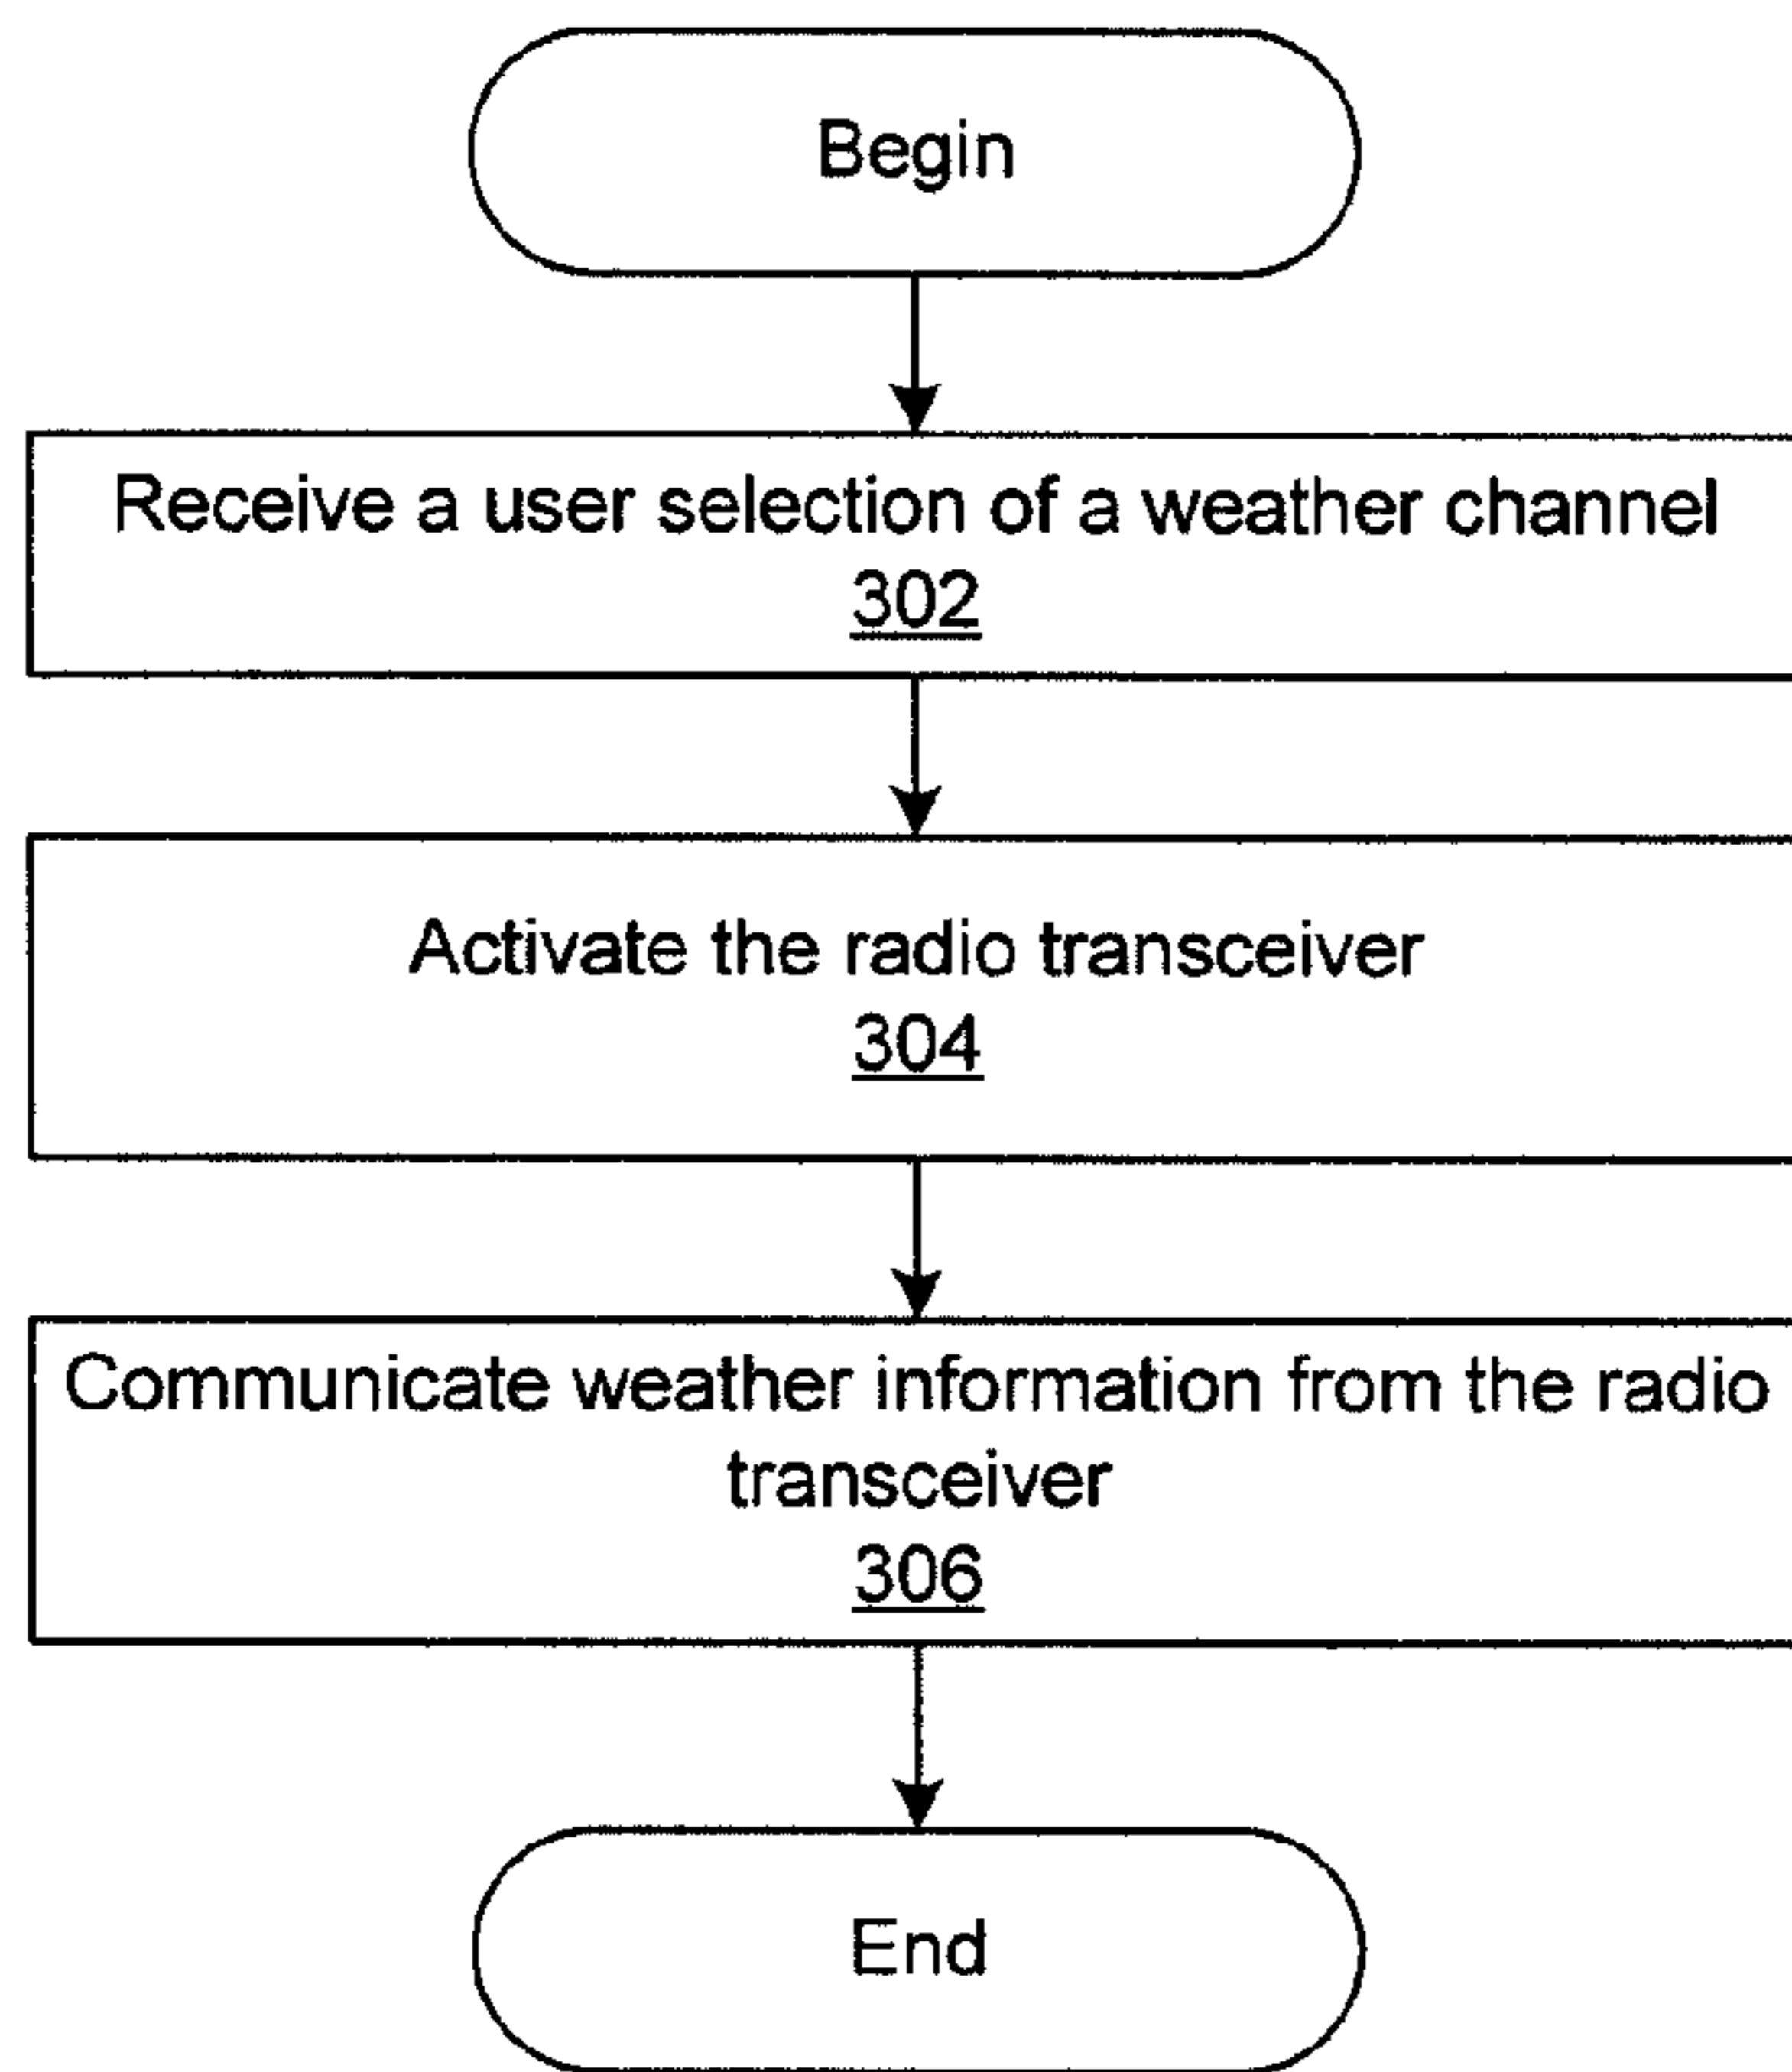 Begin
Receive a user selection of a weather channel
302
Activate the radio transceiver
304
Communicate weather information from the radio
transceiver
306
End